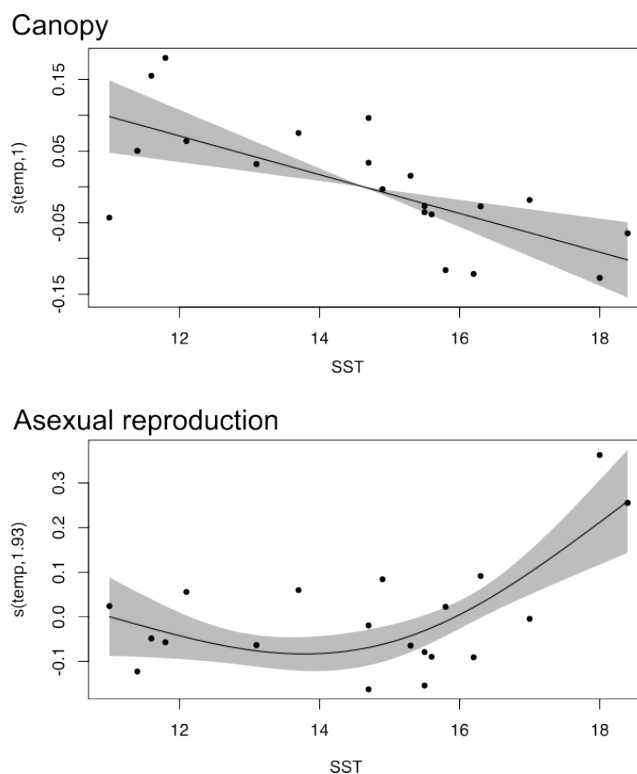 Canopy
s(temp,1)
0.15
0.05
-0.05
-0.15
12 14 16 18
SST
Asexual reproduction
s(temp,1.93)
0.3
0.2
0.1
0.0
-0.1
12 14 16 18
SST